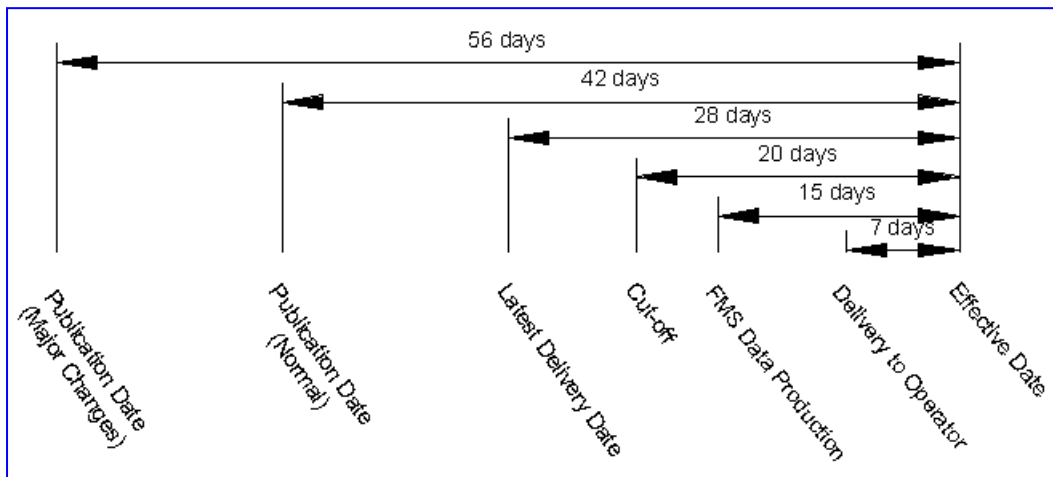 56 days
42 days
28 days
20 days
15 days
7 days
Publication Date
(Major Changes)
Publication Date
(Normal)
Latest Delivery Date
Cut-off
FMS Data Production
Delivery to Operator
Effective Date